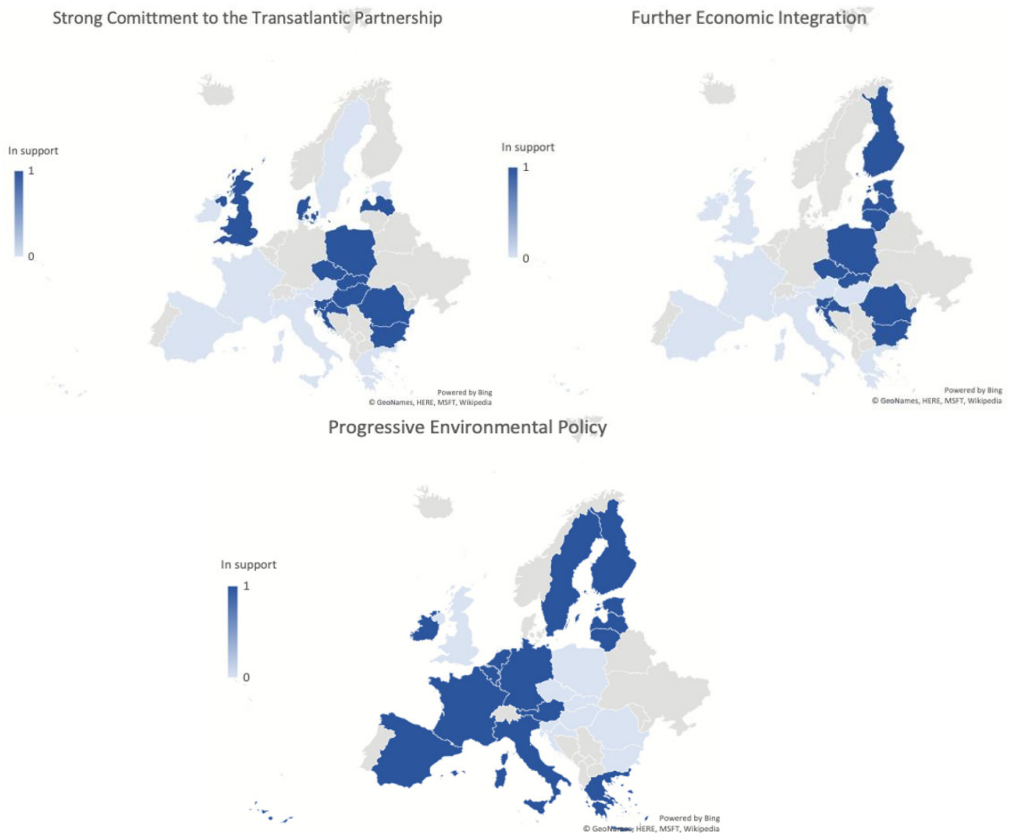 Strong Comittment to the Transatlantic Partnership
In support
1
0
Powered by Bing
© GeoNames, HERE, MSFT, Wikipedia
Further Economic Integration
In support
1
0
Powered by Bing
© GeoNames, HERE, MSFT, Wikipedia
Progressive Environmental Policy
In support
1
0
Powered by Bing
© HERE, MSFT, Wikipedia